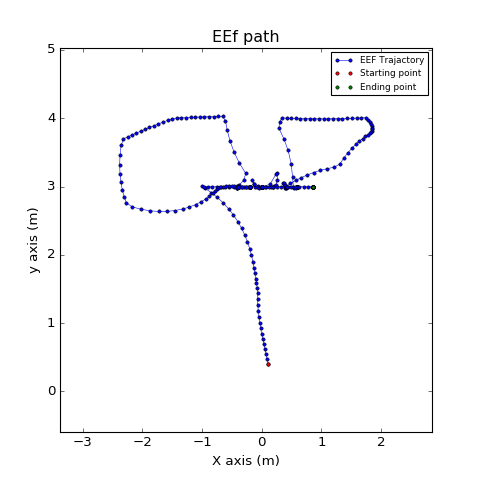 EEf path
EEF Trajactory
Starting point
Ending point
5
4
3
2
1
0
y axis (m)
−3 −2 −1 0 1 2
X axis (m)